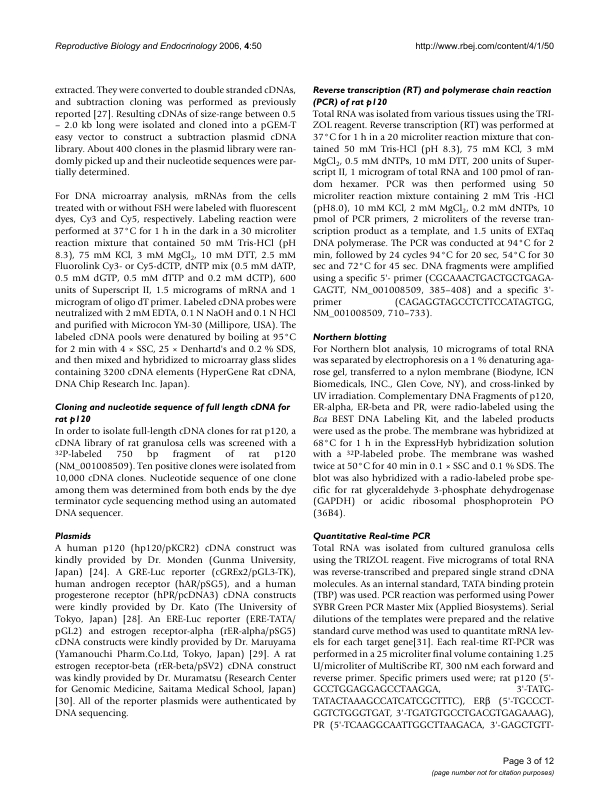 Reproductive Biology and Endocrinology 2006, 4:50
http://www.rbej.com/content/4/1/50
extracted. They were converted to double stranded cDNAs,
and subtraction cloning was performed as previously
reported [27]. Resulting cDNAs of size-range between 0.5
– 2.0 kb long were isolated and cloned into a pGEM-T
easy vector to construct a subtraction plasmid cDNA
library. About 400 clones in the plasmid library were ran-
domly picked up and their nucleotide sequences were par-
tially determined.
For DNA microarray analysis, mRNAs from the cells
treated with or without FSH were labeled with fluorescent
dyes, Cy3 and Cy5, respectively. Labeling reaction were
performed at 37°C for 1 h in the dark in a 30 microliter
reaction mixture that contained 50 mM Tris-HCl (pH
8.3), 75 mM KCl, 3 mM MgCl2, 10 mM DTT, 2.5 mM
Fluorolink Cy3- or Cy5-dCTP, dNTP mix (0.5 mM dATP,
0.5 mM dGTP, 0.5 mM dTTP and 0.2 mM dCTP), 600
units of Superscript II, 1.5 micrograms of mRNA and 1
microgram of oligo dT primer. Labeled cDNA probes were
neutralized with 2 mM EDTA, 0.1 N NaOH and 0.1 N HCl
and purified with Microcon YM-30 (Millipore, USA). The
labeled cDNA pools were denatured by boiling at 95°C
for 2 min with 4 × SSC, 25 × Denhard's and 0.2 % SDS,
and then mixed and hybridized to microarray glass slides
containing 3200 cDNA elements (HyperGene Rat cDNA,
DNA Chip Research Inc. Japan).
Cloning and nucleotide sequence of full length cDNA for
rat p120
In order to isolate full-length cDNA clones for rat p120, a
cDNA library of rat granulosa cells was screened with a
32P-labeled 750 bp fragment of rat p120
(NM_001008509). Ten positive clones were isolated from
10,000 cDNA clones. Nucleotide sequence of one clone
among them was determined from both ends by the dye
terminator cycle sequencing method using an automated
DNA sequencer.
Plasmids
A human p120 (hp120/pKCR2) cDNA construct was
kindly provided by Dr. Monden (Gunma University,
Japan) [24]. A GRE-Luc reporter (cGREx2/pGL3-TK),
human androgen receptor (hAR/pSG5), and a human
progesterone receptor (hPR/pcDNA3) cDNA constructs
were kindly provided by Dr. Kato (The University of
Tokyo, Japan) [28]. An ERE-Luc reporter (ERE-TATA/
pGL2) and estrogen receptor-alpha (rER-alpha/pSG5)
cDNA constructs were kindly provided by Dr. Maruyama
(Yamanouchi Pharm.Co.Ltd, Tokyo, Japan) [29]. A rat
estrogen receptor-beta (rER-beta/pSV2) cDNA construct
was kindly provided by Dr. Muramatsu (Research Center
for Genomic Medicine, Saitama Medical School, Japan)
[30]. All of the reporter plasmids were authenticated by
DNA sequencing.
Reverse transcription (RT) and polymerase chain reaction
(PCR) of rat p120
Total RNA was isolated from various tissues using the TRI-
ZOL reagent. Reverse transcription (RT) was performed at
37°C for 1 h in a 20 microliter reaction mixture that con-
tained 50 mM Tris-HCl (pH 8.3), 75 mM KCl, 3 mM
MgCl2, 0.5 mM dNTPs, 10 mM DTT, 200 units of Super-
script II, 1 microgram of total RNA and 100 pmol of ran-
dom hexamer. PCR was then performed using 50
microliter reaction mixture containing 2 mM Tris -HCl
(pH8.0), 10 mM KCl, 2 mM MgCl2, 0.2 mM dNTPs, 10
pmol of PCR primers, 2 microliters of the reverse tran-
scription product as a template, and 1.5 units of EXTaq
DNA polymerase. The PCR was conducted at 94°C for 2
min, followed by 24 cycles 94°C for 20 sec, 54°C for 30
sec and 72°C for 45 sec. DNA fragments were amplified
using a specific 5'- primer (CGCAAACTGACTGCTGAGA-
GAGTT, NM_001008509, 385–408) and a specific 3'-
primer (CAGAGGTAGCCTCTTCCATAGTGG,
NM_001008509, 710–733).
Northern blotting
For Northern blot analysis, 10 micrograms of total RNA
was separated by electrophoresis on a 1 % denaturing aga-
rose gel, transferred to a nylon membrane (Biodyne, ICN
Biomedicals, INC., Glen Cove, NY), and cross-linked by
UV irradiation. Complementary DNA Fragments of p120,
ER-alpha, ER-beta and PR, were radio-labeled using the
Bca BEST DNA Labeling Kit, and the labeled products
were used as the probe. The membrane was hybridized at
68°C for 1 h in the ExpressHyb hybridization solution
with a 32P-labeled probe. The membrane was washed
twice at 50°C for 40 min in 0.1 × SSC and 0.1 % SDS. The
blot was also hybridized with a radio-labeled probe spe-
cific for rat glyceraldehyde 3-phosphate dehydrogenase
(GAPDH) or acidic ribosomal phosphoprotein PO
(36B4).
Quantitative Real-time PCR
Total RNA was isolated from cultured granulosa cells
using the TRIZOL reagent. Five micrograms of total RNA
was reverse-transcribed and prepared single strand cDNA
molecules. As an internal standard, TATA binding protein
(TBP) was used. PCR reaction was performed using Power
SYBR Green PCR Master Mix (Applied Biosystems). Serial
dilutions of the templates were prepared and the relative
standard curve method was used to quantitate mRNA lev-
els for each target gene[31]. Each real-time RT-PCR was
performed in a 25 microliter final volume containing 1.25
U/microliter of MultiScribe RT, 300 nM each forward and
reverse primer. Specific primers used were; rat p120 (5'-
GCCTGGAGGAGCCTAAGGA, 3'-TATG-
TATACTAAAGCCATCATCGCTTTC), ERβ (5'-TGCCCT-
GGTCTGGGTGAT, 3'-TGATGTGCCTGACGTGAGAAAG),
PR (5'-TCAAGGCAATTGGCTTAAGACA, 3'-GAGCTGTT-
Page 3 of 12
(page number not for citation purposes)